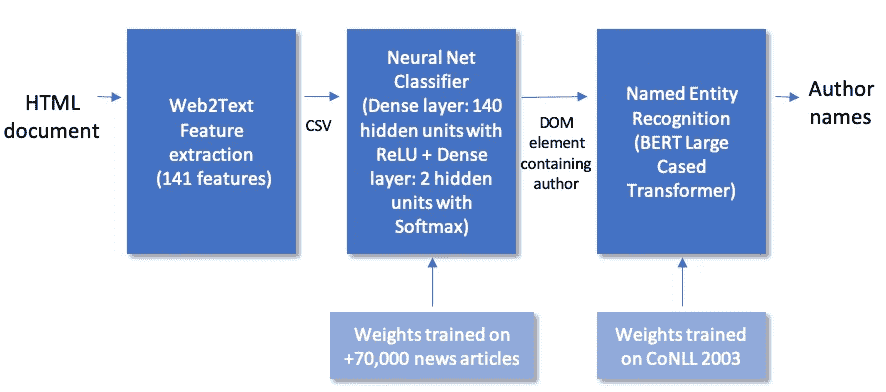 HTML
document
Web2Text
Feature
extraction
(141 features)
CSV
Neural Net
Classifier
(Dense layer: 140
hidden units with
ReLU + Dense
layer: 2 hidden
units with
Softmax)
DOM
element
containing
author
Named Entity
Recognition
(BERT Large
Cased
Transformer)
Author
names
Weights trained on
+70,000 news articles
Weights trained
on CoNLL 2003